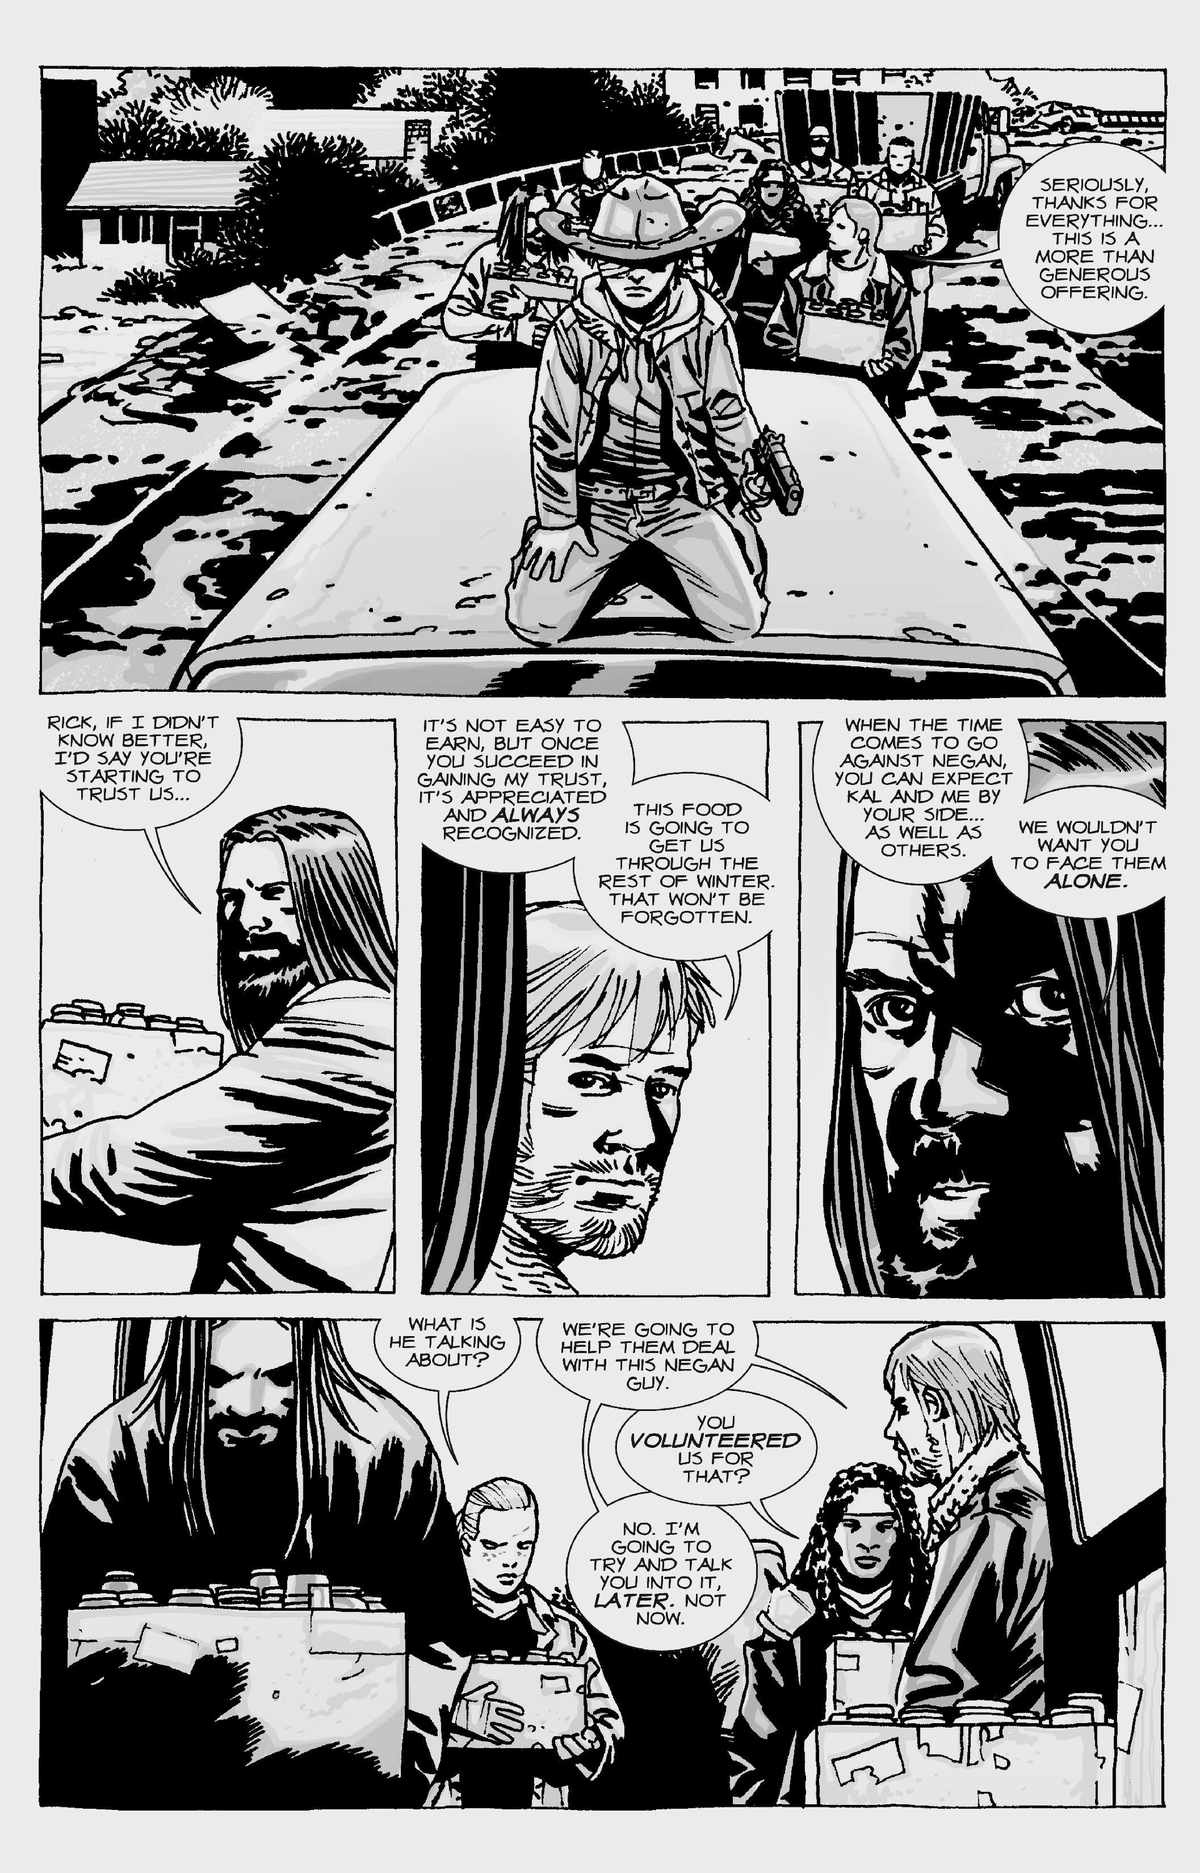 SERIOUSLY,
THANKS FOR
EVERYTHING...
THIS IS A
MORE THAN
GENEROUS
OFFERING.
RICK, IF I DIDN'T
KNOW BETTER,
I'D SAY YOU'RE
STARTING TO
TRUST US...
IT'S NOT EASY TO
EARN, BUT ONCE
YOU SUCCEED IN
GAINING MY TRUST,
IT'S APPRECIATED
AND ALWAYS
RECOGNIZED.
THIS FOOD
IS GOING TO
GET US
THROUGH THE
REST OF WINTER.
THAT WON'T BE
FORGOTTEN.
WHEN THE TIME
COMES TO GO
AGAINST NEGAN,
YOU CAN EXPECT
KAL AND ME BY
YOUR SIDE...
AS WELL AS
OTHERS.
WE WOULDN'T
WANT YOU
TO FACE THEM
ALONE.
WHAT IS
HE TALKING
ABOUT?
WE'RE GOING TO
HELP THEM DEAL
WITH THIS NEGAN
GUY.
YOU
VOLUNTEERED
US FOR
THAT?
NO. I'M
GOING TO
TRY AND TALK
YOU INTO IT,
LATER. NOT
NOW.